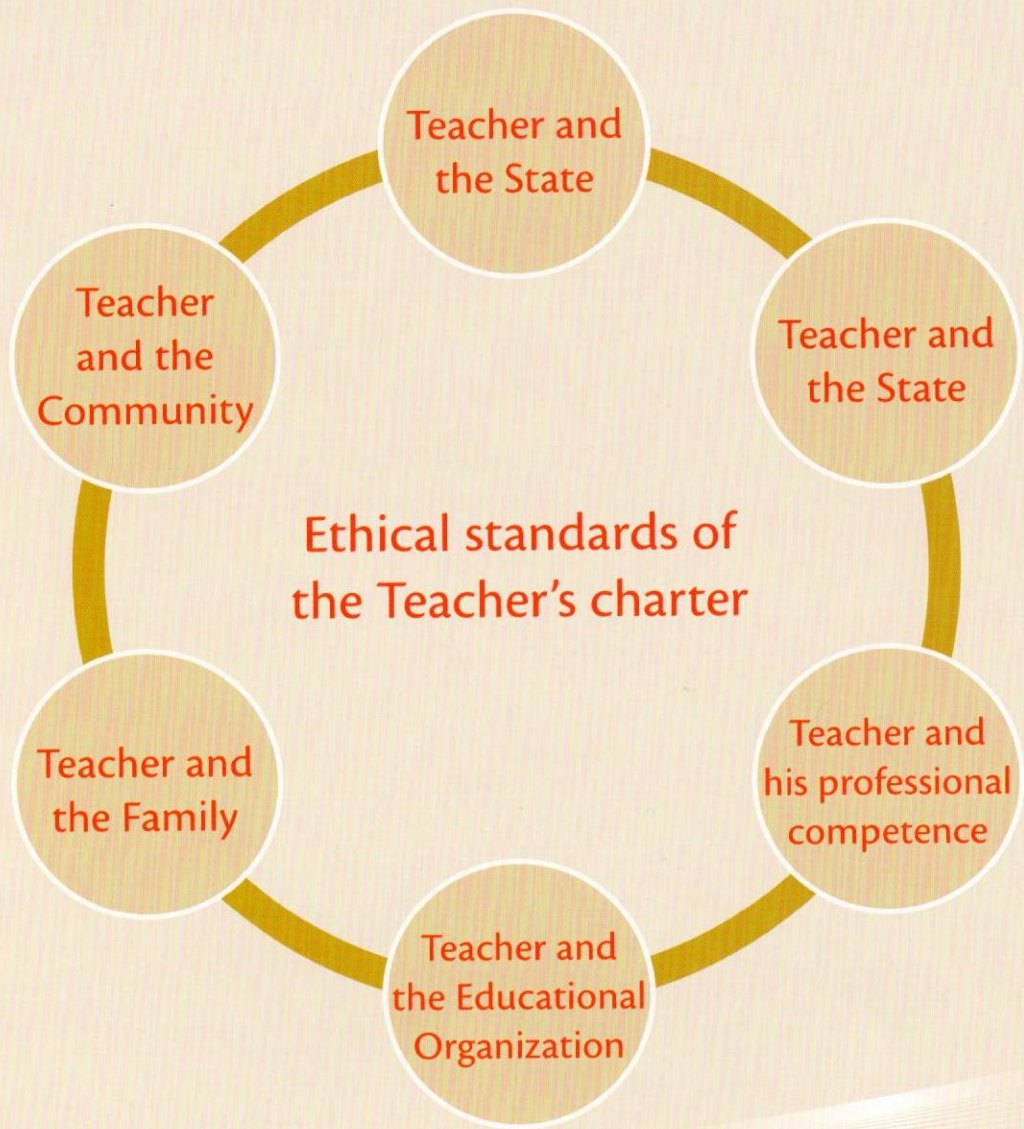 Teacher and
the State
Teacher and
the State
Teacher
and the
Community
Ethical standards of
the Teacher's charter
Teacher and
his professional
competence
Teacher and
the Family
Teacher and
the Educational
Organization